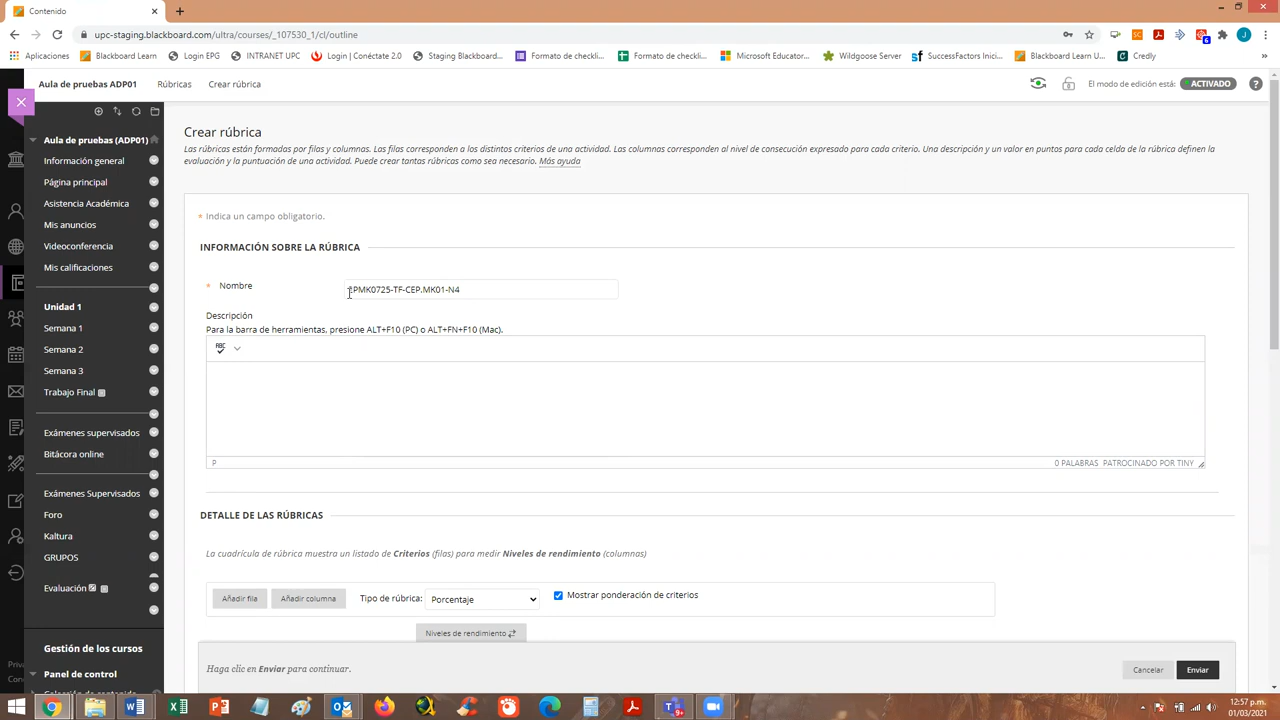 Contenido
upc-staging.blackboard.com/ultra/courses/_107530_1/cl/outline
Aplicaciones
Blackboard Learn
Login EPG
INTRANET UPC
Login | Conéctate 2.0
Staging Blackboard...
Formato de checkli...
Formato de checkli...
Microsoft Educator...
Wildgoose Server
SuccessFactors Inici...
Blackboard Learn U...
Credly
Aula de pruebas ADP01
Rúbricas
Crear rúbrica
El modo de edición está:
ACTIVADO
Aula de pruebas (ADP01)
Información general
Página principal
Asistencia Académica
Mis anuncios
Videoconferencia
Mis calificaciones
Unidad 1
Semana 1
Semana 2
Semana 3
Trabajo Final
Exámenes supervisados
Bitácora online
Exámenes Supervisados
Foro
Kaltura
GRUPOS
Evaluación
Gestión de los cursos
Panel de control
Crear rúbrica
Las rúbricas están formadas por filas y columnas. Las filas corresponden a los distintos criterios de una actividad. Las columnas corresponden al nivel de consecución expresado para cada criterio. Una descripción y un valor en puntos para cada celda de la rúbrica definen la
evaluación y la puntuación de una actividad. Puede crear tantas rúbricas como sea necesario. Más ayuda
* Indica un campo obligatorio.
INFORMACIÓN SOBRE LA RÚBRICA
* Nombre
PMK0725-TF-CEP.MK01-N4
Descripción
Para la barra de herramientas, presione ALT+F10 (PC) o ALT+FN+F10 (Mac).
P
0 PALABRAS PATROCINADO POR TINY
DETALLE DE LAS RÚBRICAS
La cuadrícula de rúbrica muestra un listado de Criterios (filas) para medir Niveles de rendimiento (columnas)
Añadir fila
Añadir columna
Tipo de rúbrica:
Porcentaje
Mostrar ponderación de criterios
Niveles de rendimiento
Haga clic en Enviar para continuar.
Cancelar
Enviar
12:57 p.m.
01/03/2021